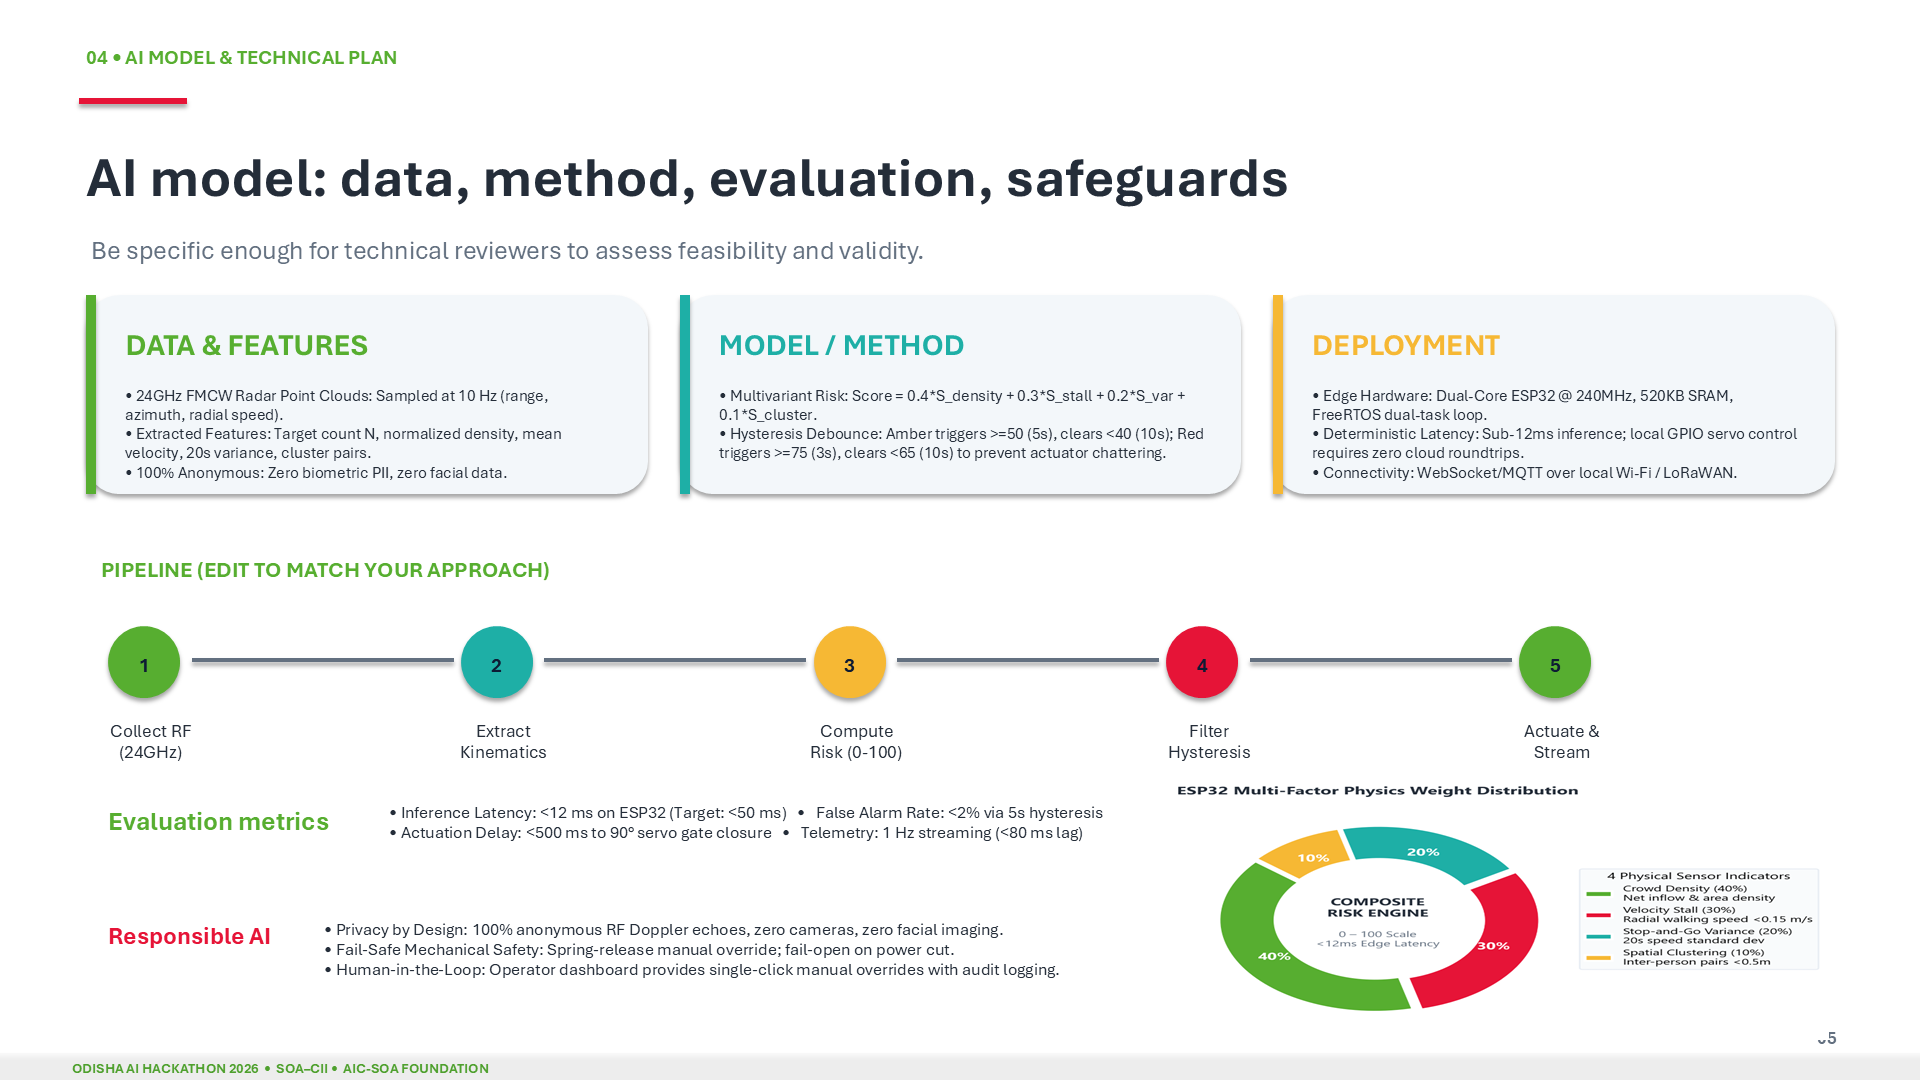 04 • AI MODEL & TECHNICAL PLAN
AI model: data, method, evaluation, safeguards
Be specific enough for technical reviewers to assess feasibility and validity.
DATA & FEATURES
• 24GHz FMCW Radar Point Clouds: Sampled at 10 Hz (range,
azimuth, radial speed).
• Extracted Features: Target count N, normalized density, mean
velocity, 20s variance, cluster pairs.
• 100% Anonymous: Zero biometric PII, zero facial data.
MODEL / METHOD
• Multivariant Risk: Score = 0.4*S_density + 0.3*S_stall + 0.2*S_var +
0.1*S_cluster.
• Hysteresis Debounce: Amber triggers >=50 (5s), clears <40 (10s); Red
triggers >=75 (3s), clears <65 (10s) to prevent actuator chattering.
DEPLOYMENT
• Edge Hardware: Dual-Core ESP32 @ 240MHz, 520KB SRAM,
FreeRTOS dual-task loop.
• Deterministic Latency: Sub-12ms inference; local GPIO servo control
requires zero cloud roundtrips.
• Connectivity: WebSocket/MQTT over local Wi-Fi / LoRaWAN.
PIPELINE (EDIT TO MATCH YOUR APPROACH)
1
2
3
4
5
Collect RF
(24GHz)
Extract
Kinematics
Compute
Risk (0-100)
Filter
Hysteresis
Actuate &
Stream
Evaluation metrics
• Inference Latency: <12 ms on ESP32 (Target: <50 ms) • False Alarm Rate: <2% via 5s hysteresis
• Actuation Delay: <500 ms to 90° servo gate closure • Telemetry: 1 Hz streaming (<80 ms lag)
Responsible AI
• Privacy by Design: 100% anonymous RF Doppler echoes, zero cameras, zero facial imaging.
• Fail-Safe Mechanical Safety: Spring-release manual override; fail-open on power cut.
• Human-in-the-Loop: Operator dashboard provides single-click manual overrides with audit logging.
ESP32 Multi-Factor Physics Weight Distribution
10%
20%
40%
30%
COMPOSITE
RISK ENGINE
0 – 100 Scale
<12ms Edge Latency
4 Physical Sensor Indicators
Crowd Density (40%)
Net inflow & area density
Velocity Stall (30%)
Radial walking speed <0.15 m/s
Stop-and-Go Variance (20%)
20s speed standard dev
Spatial Clustering (10%)
Inter-person pairs <0.5m
5
ODISHA AI HACKATHON 2026 • SOA–CII • AIC-SOA FOUNDATION